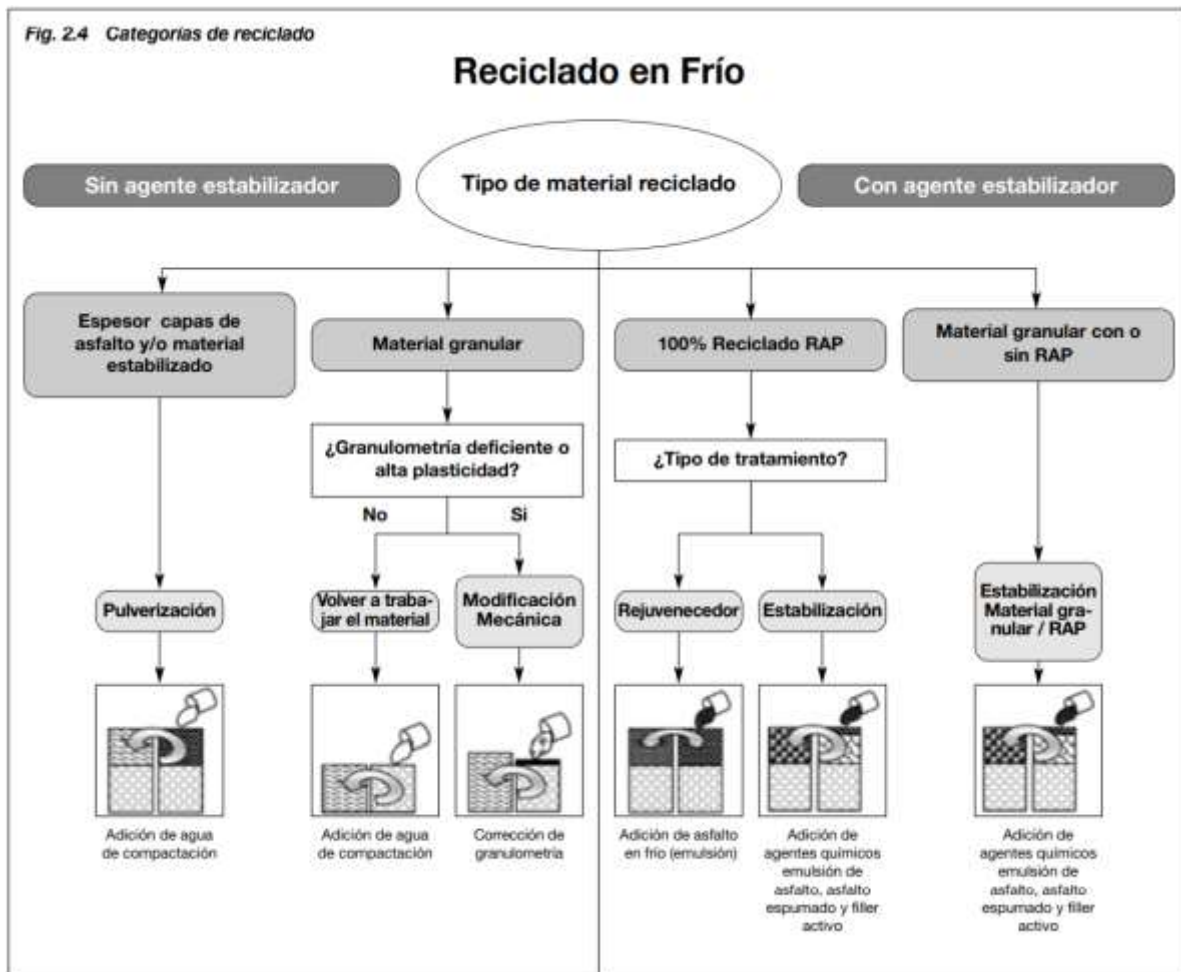 Fig. 2.4 Categorías de reciclado
Reciclado en Frío
Sin agente estabilizador
Tipo de material reciclado
Con agente estabilizador
Espesor capas de
asfalto y/o material
estabilizado
Material granular
100% Reciclado RAP
Material granular con o
sin RAP
¿Granulometría deficiente o
alta plasticidad?
¿Tipo de tratamiento?
No
Si
Pulverización
Volver a traba-
jar el material
Modificación
Mecánica
Rejuvenecedor
Estabilización
Estabilización
Material gra-
nular / RAP
Adición de agua
de compactación
Adición de agua
de compactación
Corrección de
granulometría
Adición de asfalto
en frío (emulsión)
Adición de
agentes químicos
emulsión de
asfalto, asfalto
espumado y filler
activo
Adición de
agentes químicos
emulsión de
asfalto, asfalto
espumado y filler
activo